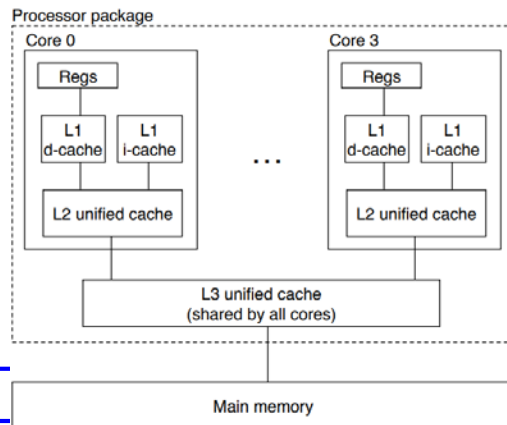 Processor package
Core 0
Core 3
Regs
Regs
L1
d-cache
L1
i-cache
L1
d-cache
L1
i-cache
...
L2 unified cache
L2 unified cache
L3 unified cache
(shared by all cores)
Main memory